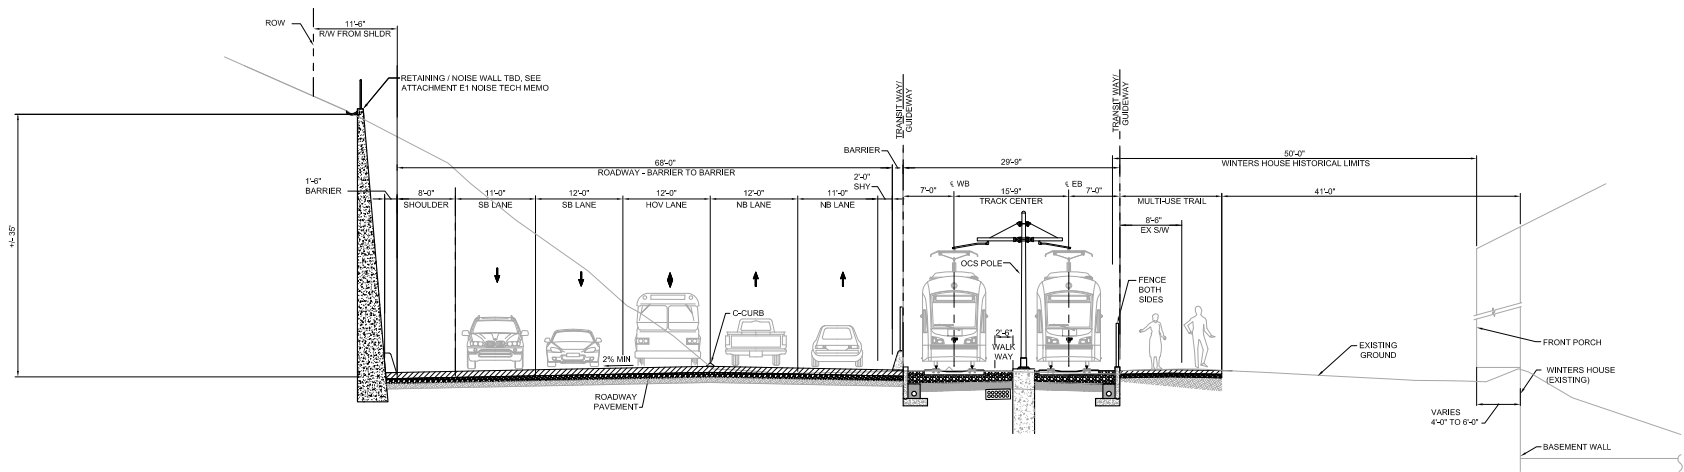 ROW
11'-6"
R/W FROM SHLDR
RETAINING / NOISE WALL TBD, SEE
ATTACHMENT E1 NOISE TECH MEMO
+/- 35'
1'-6"
BARRIER
68'-0"
ROADWAY - BARRIER TO BARRIER
8'-0"
SHOULDER
11'-0"
SB LANE
12'-0"
SB LANE
12'-0"
HOV LANE
12'-0"
NB LANE
11'-0"
NB LANE
2'-0"
SHY
BARRIER
TRANSIT WAY/
GUIDEWAY
29'-9"
7'-0"
℄ WB
15'-9"
TRACK CENTER
℄ EB
7'-0"
TRANSIT WAY/
GUIDEWAY
50'-0"
WINTERS HOUSE HISTORICAL LIMITS
MULTI-USE TRAIL
41'-0"
8'-6"
EX S/W
OCS POLE
FENCE
BOTH
SIDES
C-CURB
2% MIN
2'-6"
WALK
WAY
ROADWAY
PAVEMENT
EXISTING
GROUND
FRONT PORCH
WINTERS HOUSE
(EXISTING)
VARIES
4'-0" TO 6'-0"
BASEMENT WALL